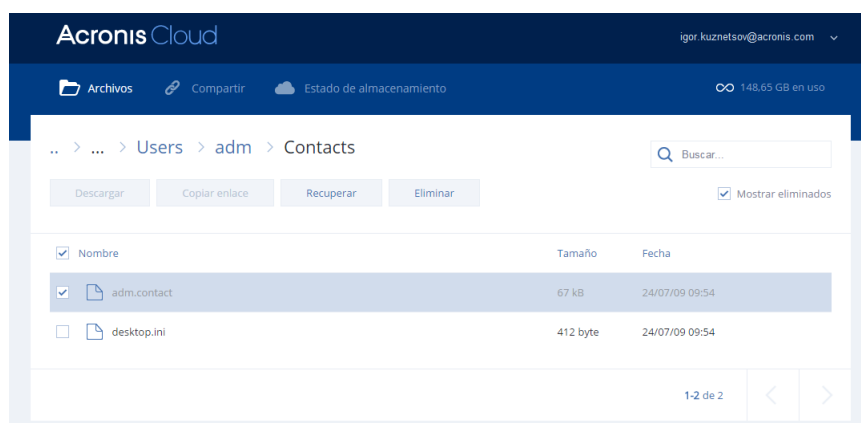 Acronis Cloud
igor.kuznetsov@acronis.com
Archivos
Compartir
Estado de almacenamiento
148,65 GB en uso
.. > ... > Users > adm > Contacts
Buscar...
Descargar
Copiar enlace
Recuperar
Eliminar
Mostrar eliminados
Nombre Tamaño Fecha
adm.contact 67 kB 24/07/09 09:54
desktop.ini 412 byte 24/07/09 09:54
1-2 de 2